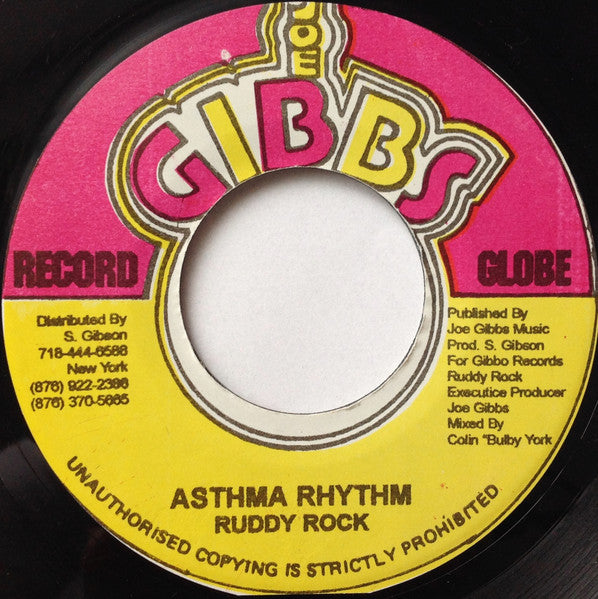 JOE
GIBBS
RECORD GLOBE
Distributed By
S. Gibson
718-444-6588
New York
(876) 922-2386
(876) 370-5665
Published By
Joe Gibbs Music
Prod. S. Gibson
For Gibbo Records
Ruddy Rock
Executice Producer
Joe Gibbs
Mixed By
Colin "Bulby York
ASTHMA RHYTHM
RUDDY ROCK
UNAUTHORISED COPYING IS STRICTLY PROHIBITED